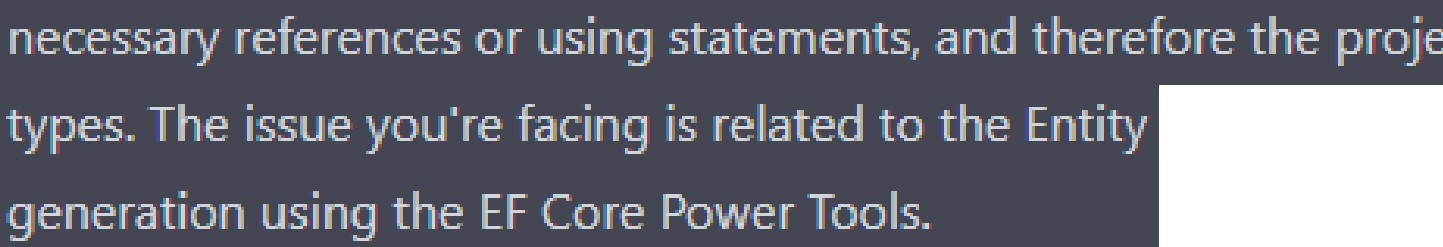 necessary references or using statements, and therefore the proje
types. The issue you're facing is related to the Entity
generation using the EF Core Power Tools.